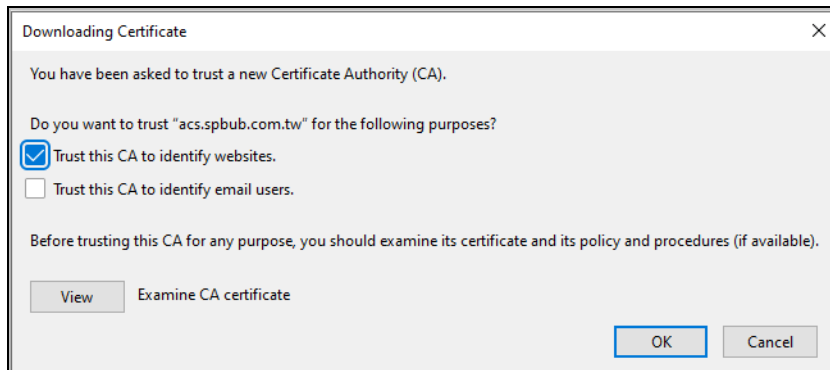 Downloading Certificate
You have been asked to trust a new Certificate Authority (CA).
Do you want to trust “acs.spbub.com.tw” for the following purposes?
Trust this CA to identify websites.
Trust this CA to identify email users.
Before trusting this CA for any purpose, you should examine its certificate and its policy and procedures (if available).
View Examine CA certificate
OK Cancel